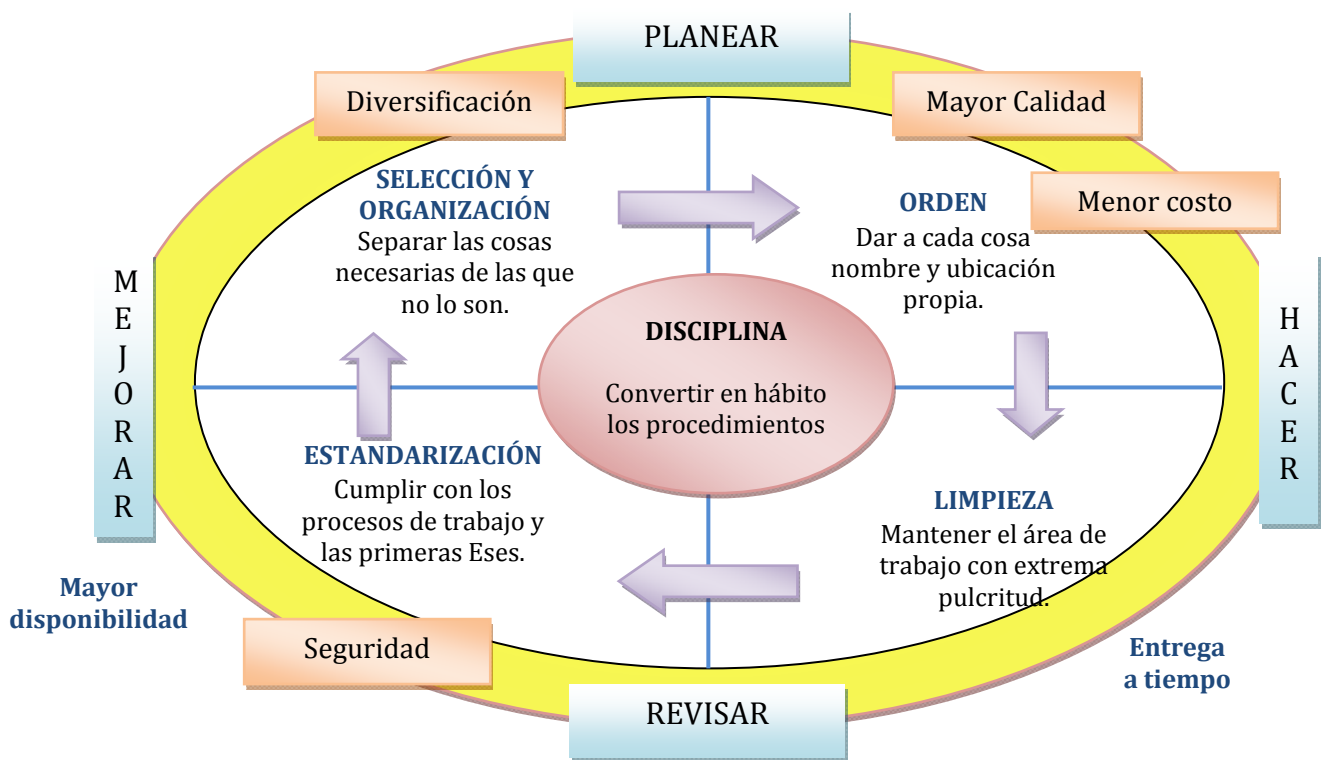 PLANEAR
Diversificación
Mayor Calidad
SELECCIÓN Y
ORGANIZACIÓN
Separar las cosas
necesarias de las que
no lo son.
ORDEN
Dar a cada cosa
nombre y ubicación
propia.
Menor costo
MEJORAR
DISCIPLINA
Convertir en hábito
los procedimientos
HACER
ESTANDARIZACIÓN
Cumplir con los
procesos de trabajo y
las primeras Eses.
LIMPIEZA
Mantener el área de
trabajo con extrema
pulcritud.
Mayor
disponibilidad
Seguridad
Entrega
a tiempo
REVISAR